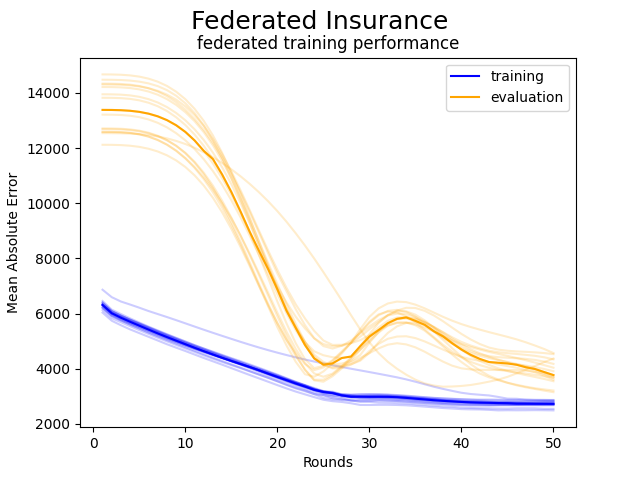 Federated Insurance
federated training performance
training
evaluation
Mean Absolute Error
14000
12000
10000
8000
6000
4000
2000
0 10 20 30 40 50
Rounds